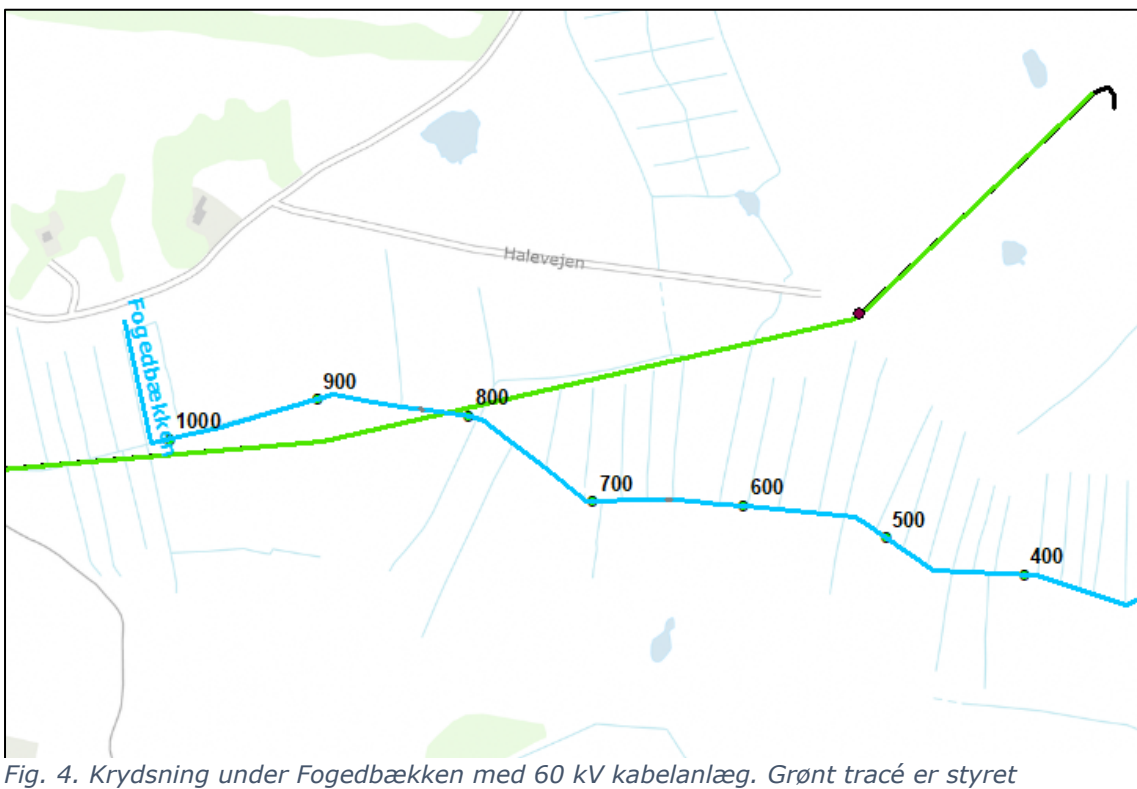 Halevejen
Fogedbækken
900
1000
800
700
600
500
400
Fig. 4. Krydsning under Fogedbækken med 60 kV kabelanlæg. Grønt tracé er styret